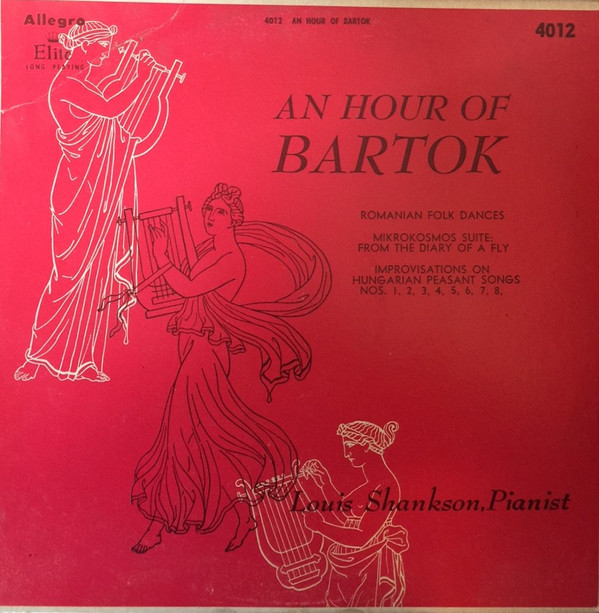 Allegro
Elite
LONG PLAYING
4012 AN HOUR OF BARTOK
4012
AN HOUR OF
BARTOK
ROMANIAN FOLK DANCES
MIKROKOSMOS SUITE;
FROM THE DIARY OF A FLY
IMPROVISATIONS ON
HUNGARIAN PEASANT SONGS
NOS. 1, 2, 3, 4, 5, 6, 7, 8,
Louis Shankson, Pianist